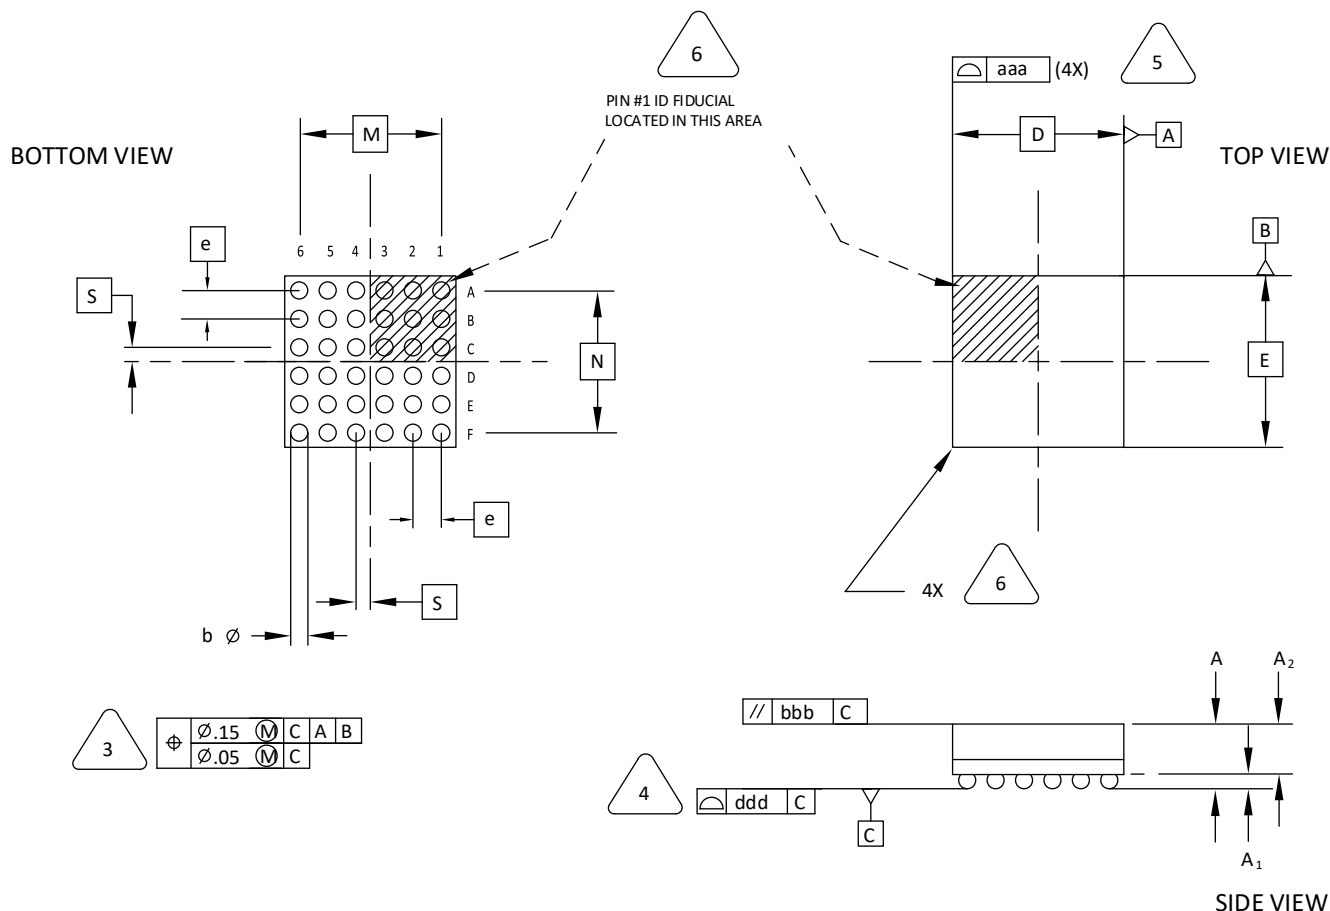 6
5
aaa (4X)
PIN #1 ID FIDUCIAL
LOCATED IN THIS AREA
M
D
A
BOTTOM VIEW
TOP VIEW
B
e
6 5 4 3 2 1
S
A
B
C
D
E
F
N
E
e
4X
6
S
b Ø
A
A2
// bbb C
3
⌖ Ø.15 Ⓜ C A B
Ø.05 Ⓜ C
4
ddd C
C
A1
SIDE VIEW